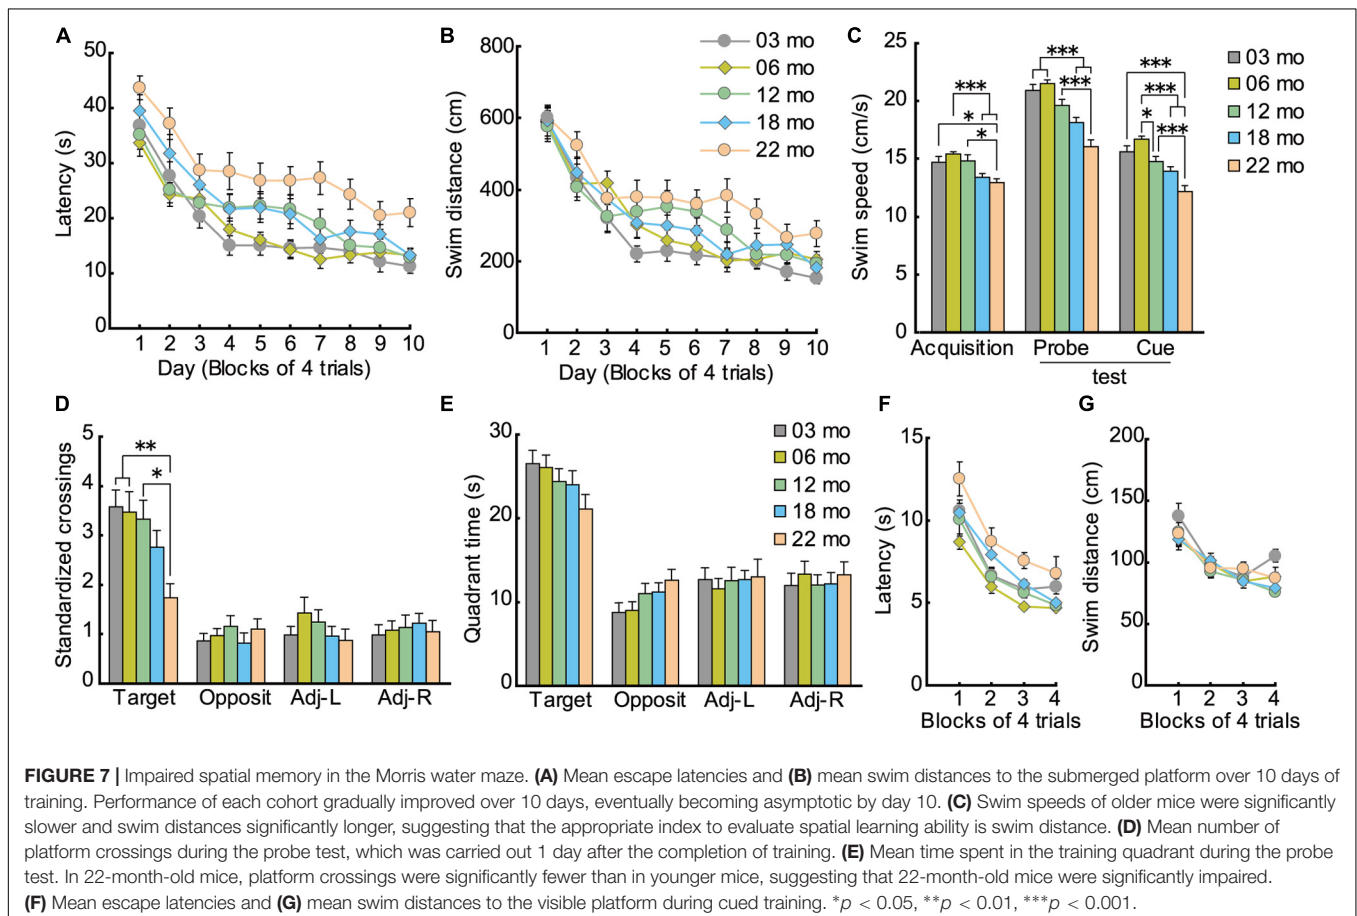 A
50
40
30
20
10
0
Latency (s)
1 2 3 4 5 6 7 8 9 10
Day (Blocks of 4 trials)
B
800
600
400
200
0
Swim distance (cm)
03 mo
06 mo
12 mo
18 mo
22 mo
1 2 3 4 5 6 7 8 9 10
Day (Blocks of 4 trials)
C
25
20
15
10
5
0
Swim speed (cm/s)
***
*
*
***
***
***
***
*
***
03 mo
06 mo
12 mo
18 mo
22 mo
Acquisition Probe Cue
test
D
5
4
3
2
1
0
Standardized crossings
**
*
Target Opposit Adj-L Adj-R
E
30
20
10
0
Quadrant time (s)
03 mo
06 mo
12 mo
18 mo
22 mo
Target Opposit Adj-L Adj-R
F
15
10
5
0
Latency (s)
1 2 3 4
Blocks of 4 trials
G
200
150
100
50
0
Swim distance (cm)
1 2 3 4
Blocks of 4 trials
FIGURE 7 | Impaired spatial memory in the Morris water maze. (A) Mean escape latencies and (B) mean swim distances to the submerged platform over 10 days of
training. Performance of each cohort gradually improved over 10 days, eventually becoming asymptotic by day 10. (C) Swim speeds of older mice were significantly
slower and swim distances significantly longer, suggesting that the appropriate index to evaluate spatial learning ability is swim distance. (D) Mean number of
platform crossings during the probe test, which was carried out 1 day after the completion of training. (E) Mean time spent in the training quadrant during the probe
test. In 22-month-old mice, platform crossings were significantly fewer than in younger mice, suggesting that 22-month-old mice were significantly impaired.
(F) Mean escape latencies and (G) mean swim distances to the visible platform during cued training. *p < 0.05, **p < 0.01, ***p < 0.001.